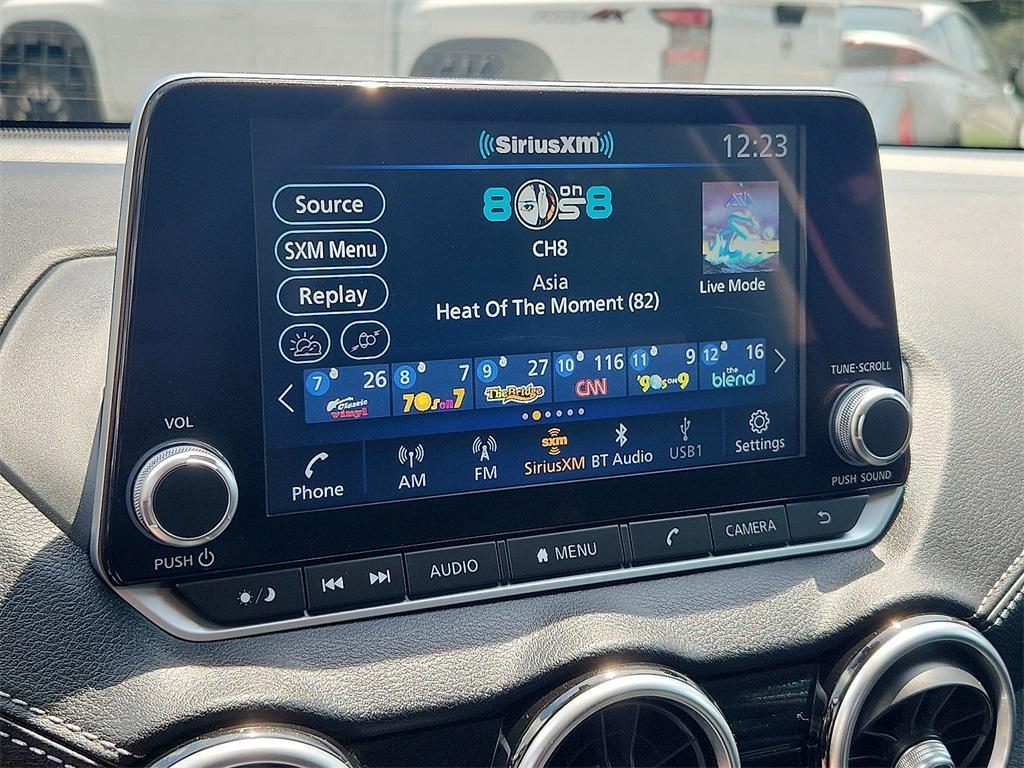 SiriusXM
12:23
Source
SXM Menu
Replay
8 on 8
CH8
Asia
Heat Of The Moment (82)
Live Mode
7 26 Classic vinyl
8 7 70s on 7
9 27 The Bridge
10 116 CNN
11 9 90s on 9
12 16 the blend
Phone
AM
FM
sxm
SiriusXM
BT Audio
USB1
Settings
VOL
PUSH
TUNE·SCROLL
PUSH SOUND
AUDIO
MENU
CAMERA